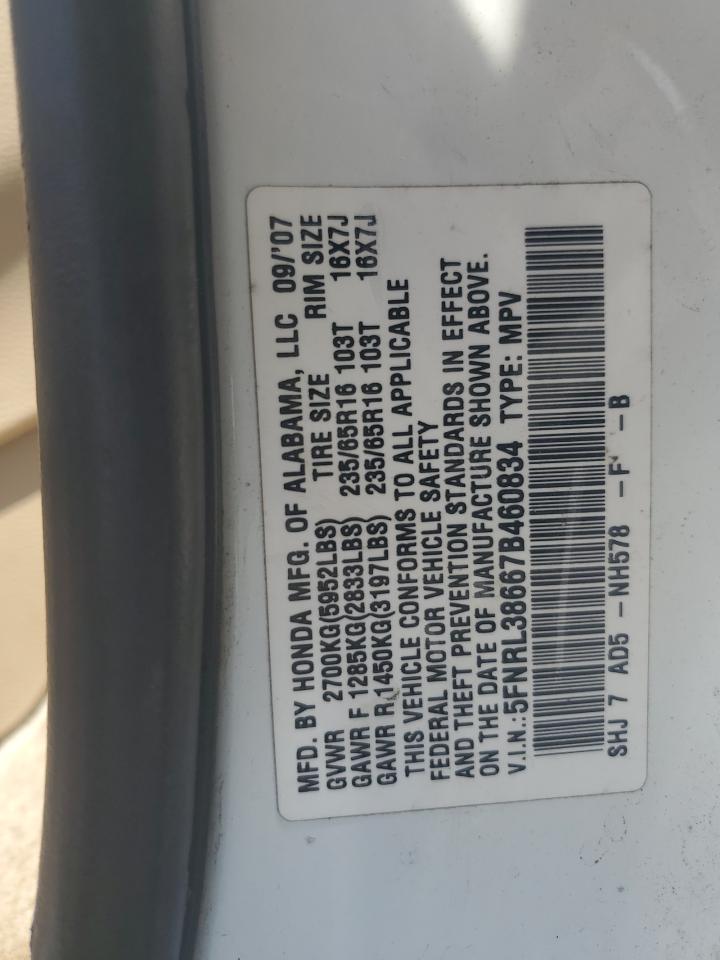 MFD. BY HONDA MFG. OF ALABAMA, LLC 09/'07
GVWR 2700KG(5952LBS) TIRE SIZE RIM SIZE
GAWR F 1285KG(2833LBS) 235/65R16 103T 16X7J
GAWR R 1450KG(3197LBS) 235/65R16 103T 16X7J
THIS VEHICLE CONFORMS TO ALL APPLICABLE
FEDERAL MOTOR VEHICLE SAFETY
AND THEFT PREVENTION STANDARDS IN EFFECT
ON THE DATE OF MANUFACTURE SHOWN ABOVE.
V.I.N.:5FNRL38667B460834 TYPE: MPV
SHJ 7 AD5 -NH578 -F -B